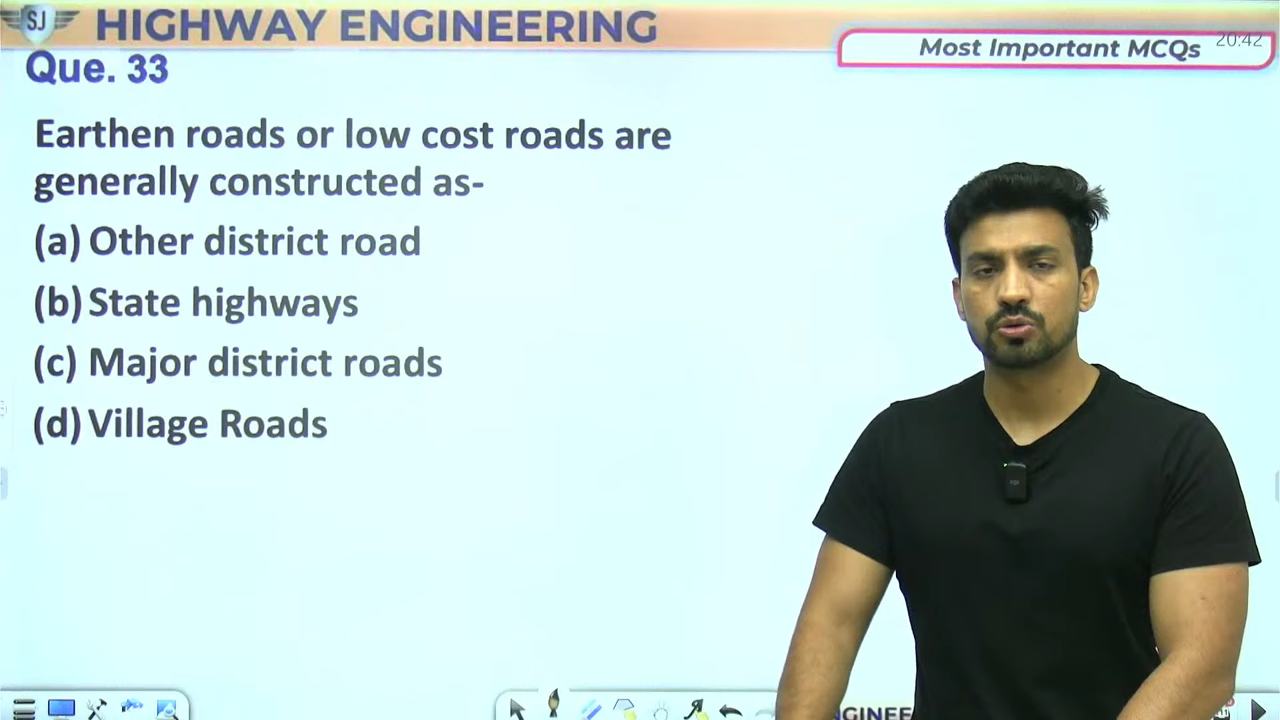 SJ
HIGHWAY ENGINEERING
Most Important MCQs
20:42
Que. 33
Earthen roads or low cost roads are
generally constructed as-
(a) Other district road
(b) State highways
(c) Major district roads
(d) Village Roads
GINEE